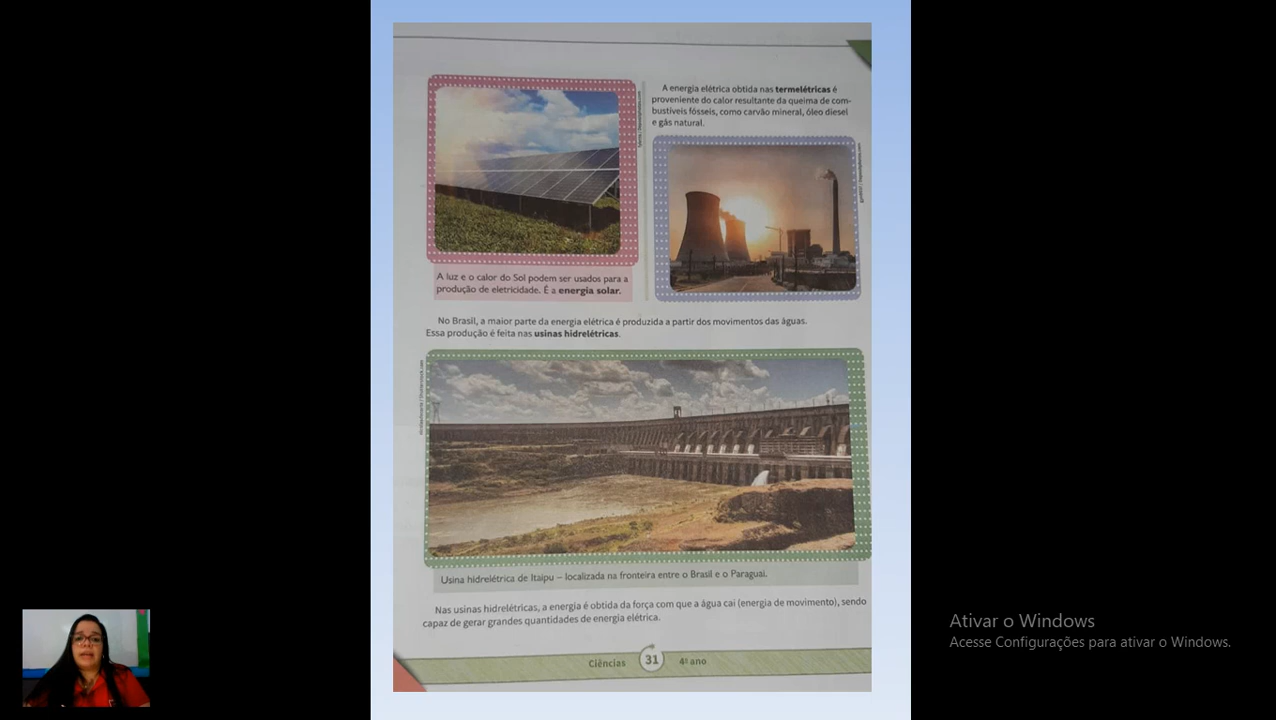 A energia elétrica obtida nas termelétricas é
proveniente do calor resultante da queima de com-
bustíveis fósseis, como carvão mineral, óleo diesel
e gás natural.
A luz e o calor do Sol podem ser usados para a
produção de eletricidade. É a energia solar.
No Brasil, a maior parte da energia elétrica é produzida a partir dos movimentos das águas.
Essa produção é feita nas usinas hidrelétricas.
Usina hidrelétrica de Itaipu – localizada na fronteira entre o Brasil e o Paraguai.
Nas usinas hidrelétricas, a energia é obtida da força com que a água cai (energia de movimento), sendo
capaz de gerar grandes quantidades de energia elétrica.
Ciências 31 4º ano
Ativar o Windows
Acesse Configurações para ativar o Windows.